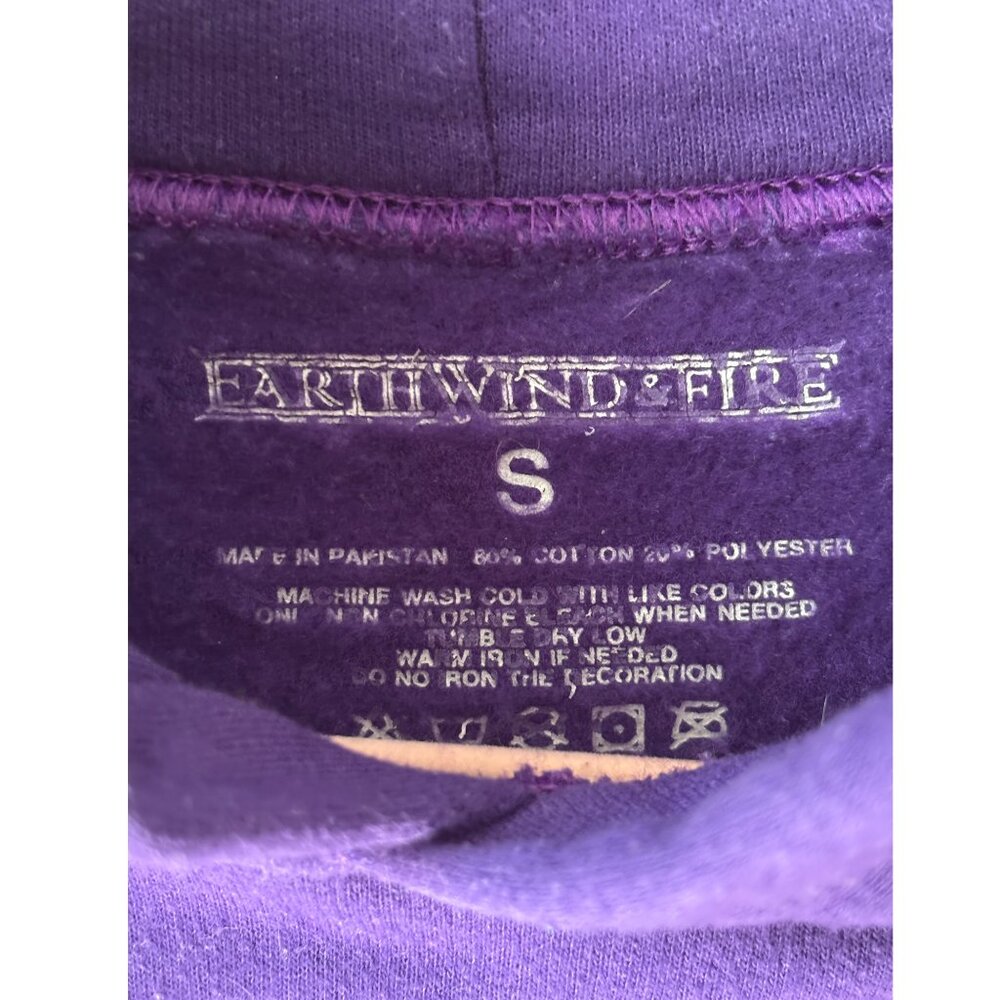 EARTH WIND & FIRE
S
MADE IN PAKISTAN 80% COTTON 20% POLYESTER
MACHINE WASH COLD WITH LIKE COLORS
ONLY NON CHLORINE BLEACH WHEN NEEDED
TUMBLE DRY LOW
WARM IRON IF NEEDED
DO NOT IRON THE DECORATION